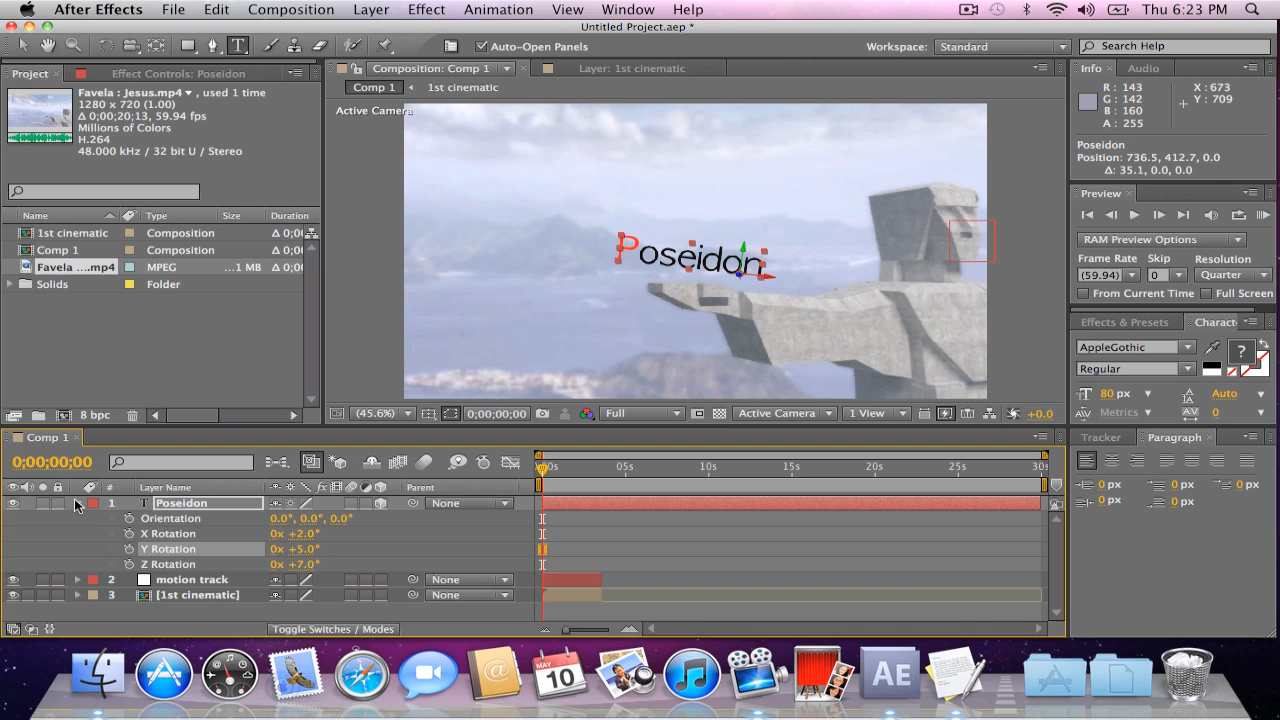 After Effects File Edit Composition Layer Effect Animation View Window Help Thu 6:23 PM
Untitled Project.aep *
T Auto-Open Panels Workspace: Standard Search Help
Project Effect Controls: Poseidon Composition: Comp 1 Layer: 1st cinematic Info Audio
Favela : Jesus.mp4 , used 1 time
1280 x 720 (1.00)
Δ 0;00;20;13, 59.94 fps
Millions of Colors
H.264
48.000 kHz / 32 bit U / Stereo
Comp 1 1st cinematic
Active Camera
R : 143
G : 142
B : 160
A : 255
X : 673
Y : 709
Poseidon
Position: 736.5, 412.7, 0.0
Δ: 35.1, 0.0, 0.0
Preview
Name Type Size Duration
1st cinematic Composition Δ 0;0
Comp 1 Composition Δ 0;0
Favela ....mp4 MPEG ...1 MB Δ 0;0
Solids Folder
Poseidon
RAM Preview Options
Frame Rate Skip Resolution
(59.94) 0 Quarter
From Current Time Full Screen
Effects & Presets Charact
AppleGothic
?
Regular
80 px Auto
Metrics 0
8 bpc
(45.6%) 0;00;00;00 Full Active Camera 1 View +0.0
Comp 1
Tracker Paragraph
0;00;00;00
00s 05s 10s 15s 20s 25s 30s
# Layer Name fx Parent
1 T Poseidon None
Orientation 0.0°, 0.0°, 0.0°
X Rotation 0x +2.0°
Y Rotation 0x +5.0°
Z Rotation 0x +7.0°
2 motion track None
3 [1st cinematic] None
0 px 0 px 0 px
0 px 0 px
Toggle Switches / Modes
MAY
10
AE